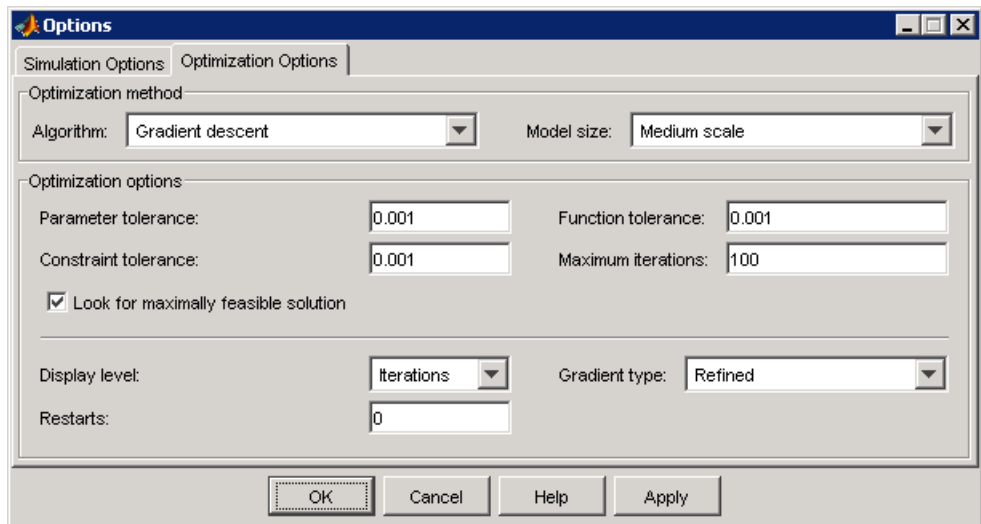 Options
Simulation Options Optimization Options
Optimization method
Algorithm: Gradient descent Model size: Medium scale
Optimization options
Parameter tolerance: 0.001 Function tolerance: 0.001
Constraint tolerance: 0.001 Maximum iterations: 100
Look for maximally feasible solution
Display level: Iterations Gradient type: Refined
Restarts: 0
OK Cancel Help Apply